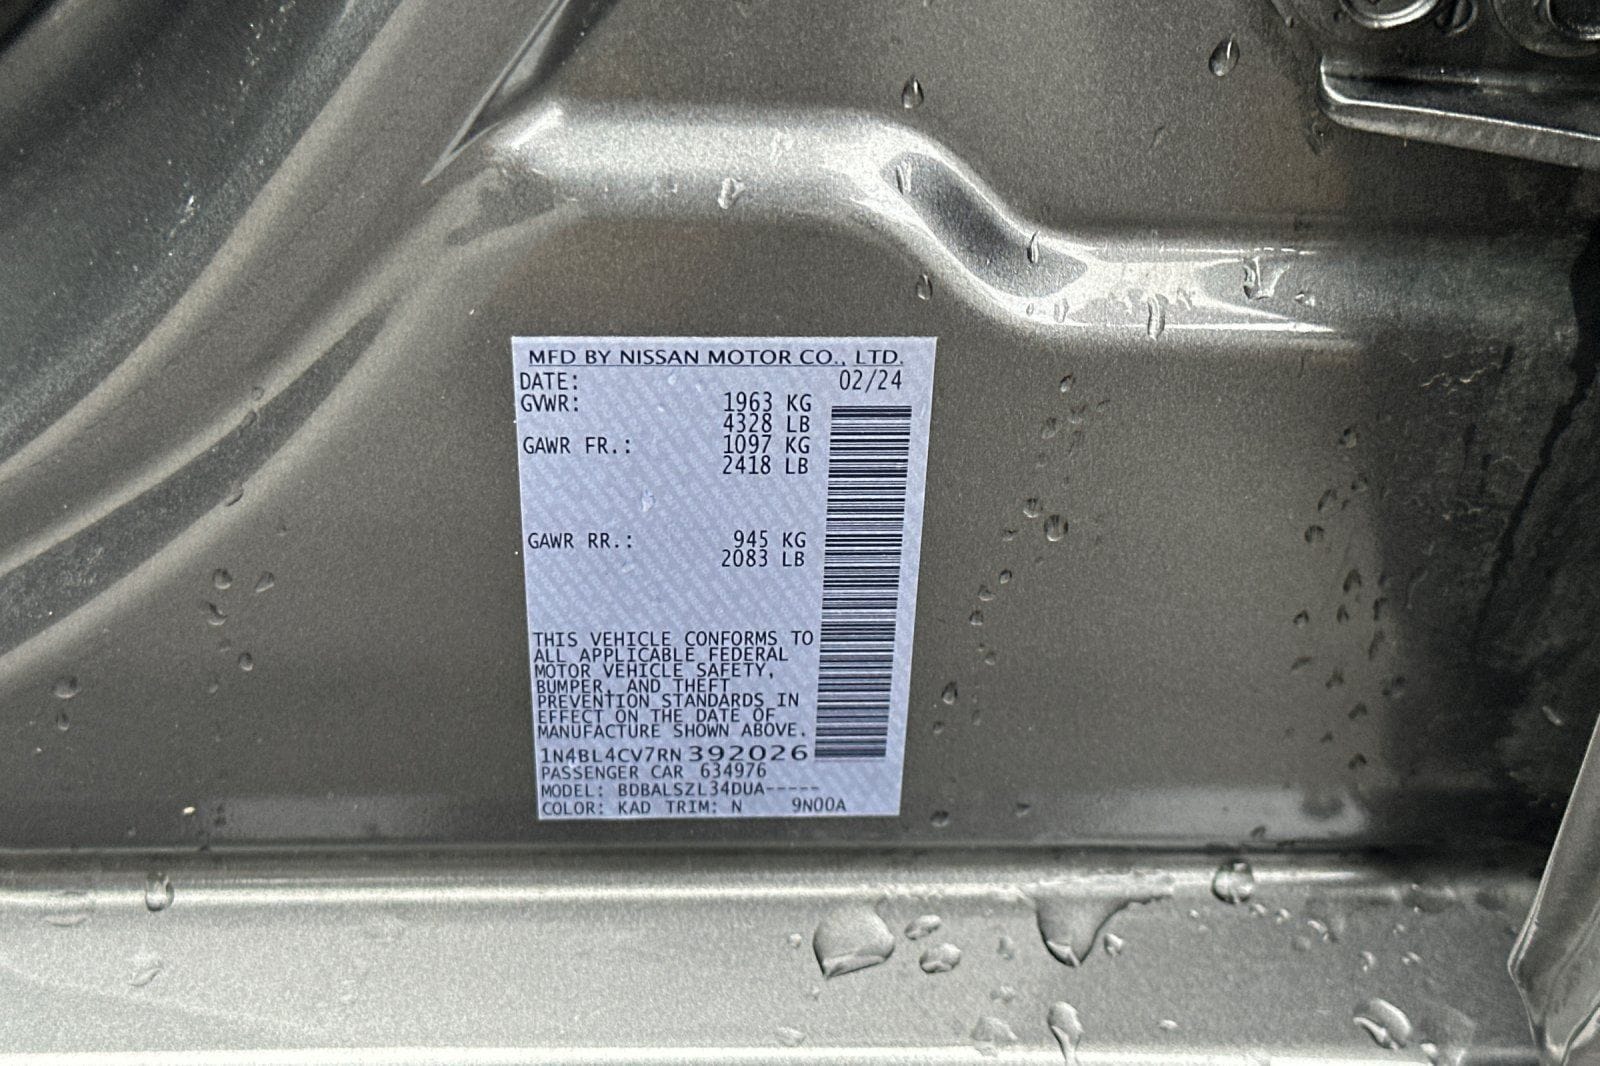 MFD BY NISSAN MOTOR CO., LTD.
DATE: 02/24
GVWR: 1963 KG
4328 LB
GAWR FR.: 1097 KG
2418 LB
GAWR RR.: 945 KG
2083 LB
THIS VEHICLE CONFORMS TO
ALL APPLICABLE FEDERAL
MOTOR VEHICLE SAFETY,
BUMPER, AND THEFT
PREVENTION STANDARDS IN
EFFECT ON THE DATE OF
MANUFACTURE SHOWN ABOVE.
1N4BL4CV7RN392026
PASSENGER CAR 634976
MODEL: BDBALSZL34DUA-----
COLOR: KAD TRIM: N 9N00A